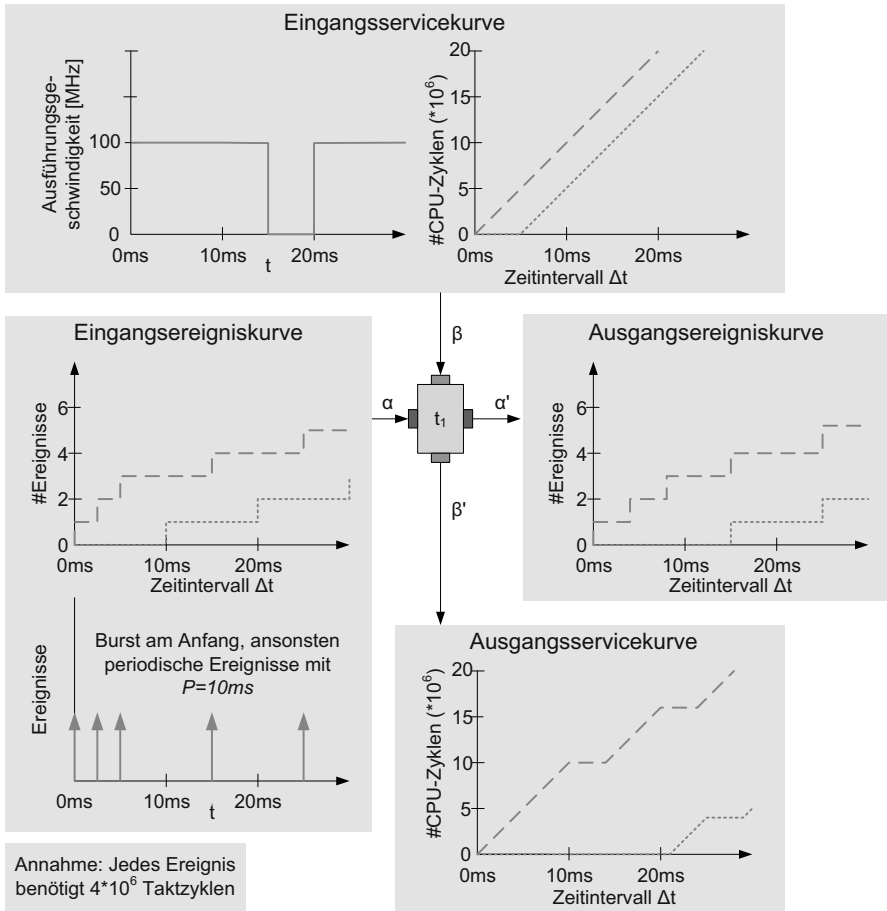 Eingangsservicekurve
Ausführungsge-
schwindigkeit [MHz]
100
50
0
0ms
10ms
20ms
t
#CPU-Zyklen (*10⁶)
20
15
10
5
0
0ms
10ms
20ms
Zeitintervall Δt
β
Eingangsereigniskurve
#Ereignisse
6
4
2
0
0ms
10ms
20ms
Zeitintervall Δt
Ereignisse
Burst am Anfang, ansonsten
periodische Ereignisse mit
P=10ms
0ms
10ms
20ms
t
α
t₁
α'
β'
Ausgangsereigniskurve
#Ereignisse
6
4
2
0
0ms
10ms
20ms
Zeitintervall Δt
Ausgangsservicekurve
#CPU-Zyklen (*10⁶)
20
15
10
5
0
0ms
10ms
20ms
Zeitintervall Δt
Annahme: Jedes Ereignis
benötigt 4*10⁶ Taktzyklen